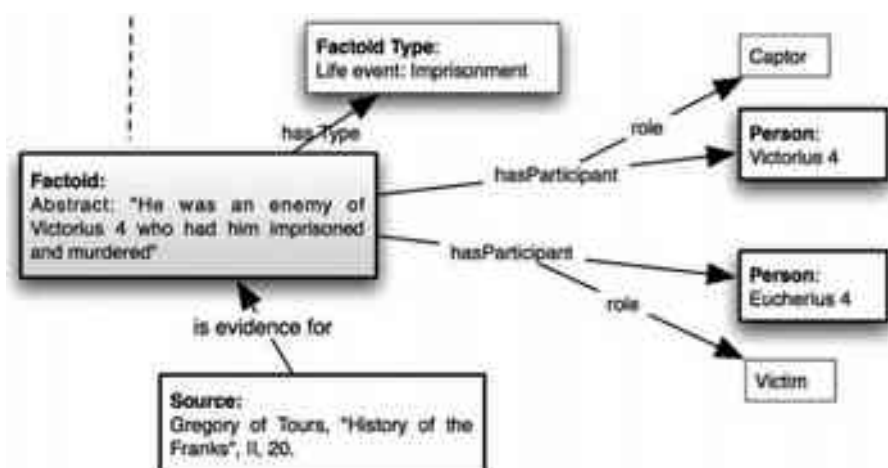 Factoid Type:
Life event: Imprisonment
Captor
has Type
role
Person:
Victorius 4
hasParticipant
Factoid:
Abstract: "He was an enemy of
Victorius 4 who had him imprisoned
and murdered"
hasParticipant
Person:
Eucherius 4
role
is evidence for
Victim
Source:
Gregory of Tours, "History of the
Franks", II, 20.